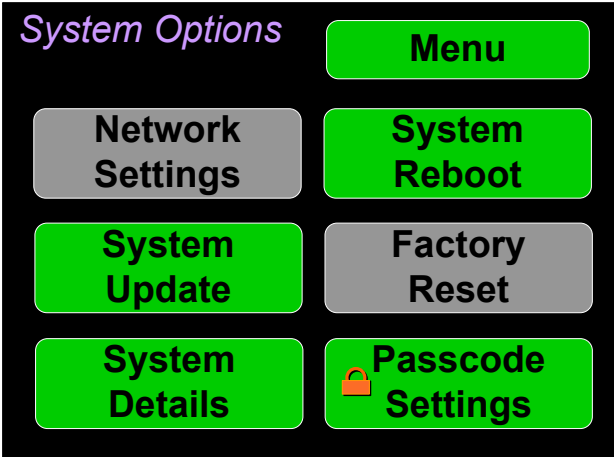 System Options
Menu
Network
Settings
System
Reboot
System
Update
Factory
Reset
System
Details
Passcode
Settings